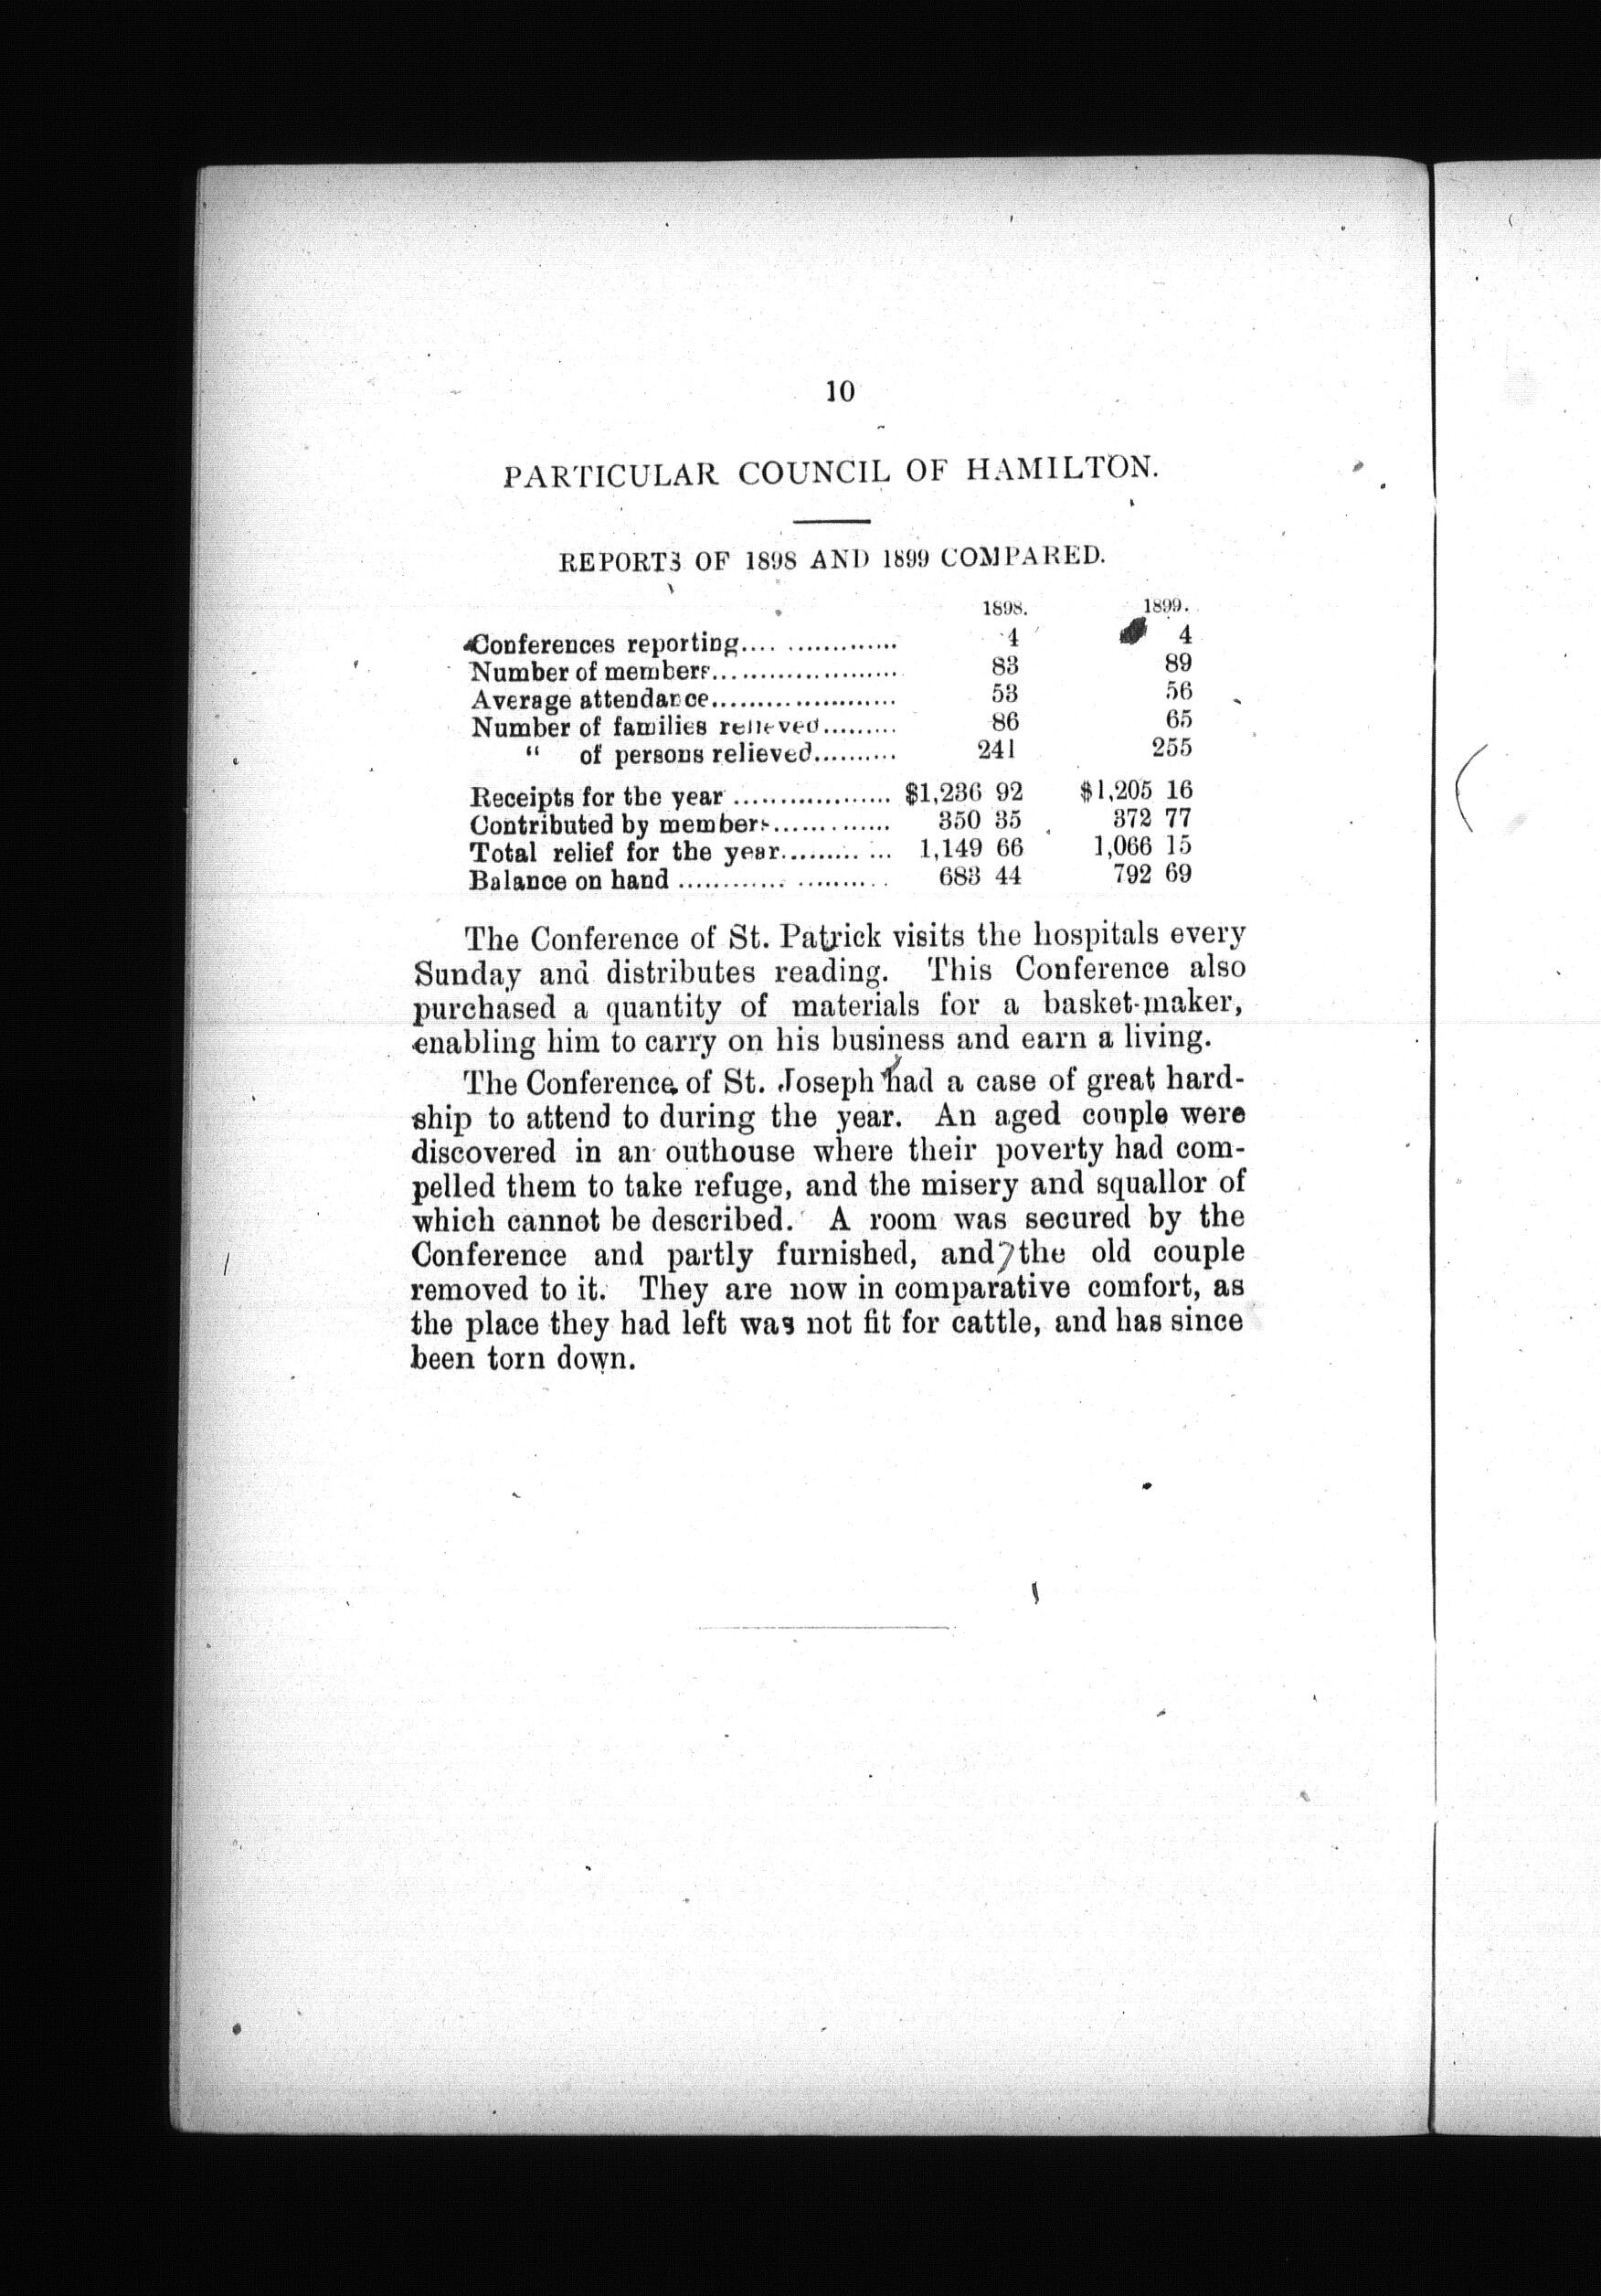 10
PARTICULAR COUNCIL OF HAMILTON.
REPORTS OF 1898 AND 1899 COMPARED.
1898. 1899.
Conferences reporting.................. 4 4
Number of members.................... 83 89
Average attendance..................... 53 56
Number of families relieved......... 86 65
“ of persons relieved.......... 241 255
Receipts for the year .................. $1,236 92 $1,205 16
Contributed by members............. 350 35 372 77
Total relief for the year............ 1,149 66 1,066 15
Balance on hand ....................... 683 44 792 69
The Conference of St. Patrick visits the hospitals every
Sunday and distributes reading. This Conference also
purchased a quantity of materials for a basket-maker,
enabling him to carry on his business and earn a living.
The Conference of St. Joseph had a case of great hard-
ship to attend to during the year. An aged couple were
discovered in an outhouse where their poverty had com-
pelled them to take refuge, and the misery and squallor of
which cannot be described. A room was secured by the
Conference and partly furnished, and the old couple
removed to it. They are now in comparative comfort, as
the place they had left was not fit for cattle, and has since
been torn down.